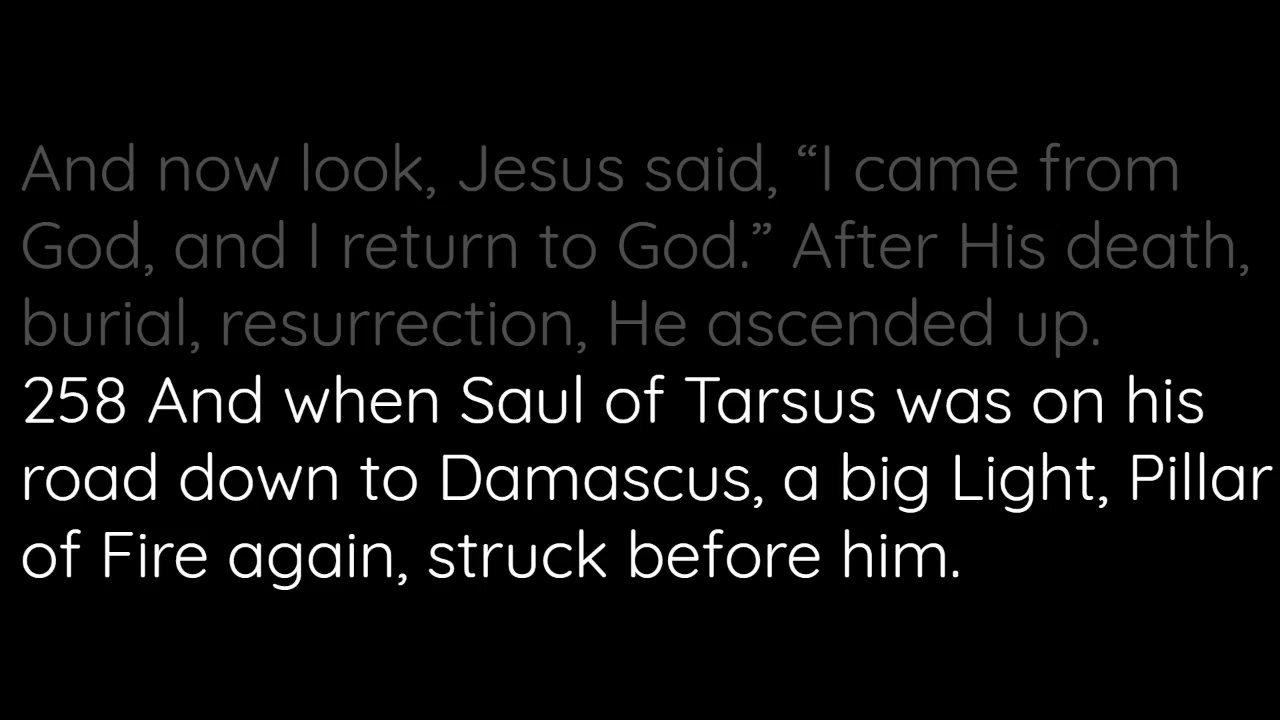 And now look, Jesus said, “I came from
God, and I return to God.” After His death,
burial, resurrection, He ascended up.
258 And when Saul of Tarsus was on his
road down to Damascus, a big Light, Pillar
of Fire again, struck before him.